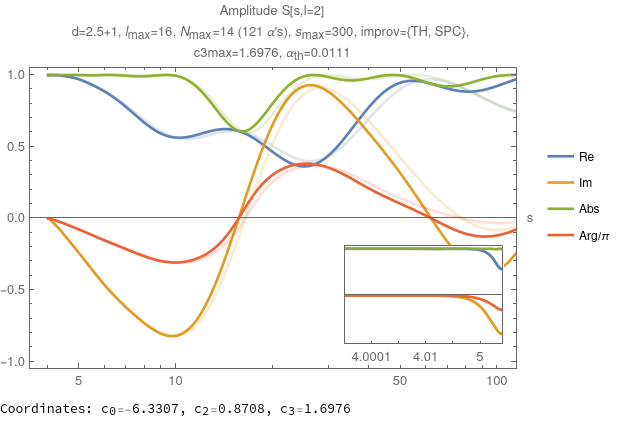 Amplitude S[s,l=2]
d=2.5+1, lmax=16, Nmax=14 (121 α's), smax=300, improv={TH, SPC},
c3max=1.6976, αth=0.0111
1.0
0.5
0.0
-0.5
-1.0
s
Re
Im
Abs
Arg/π
4.0001 4.01 5
5 10 50 100
Coordinates: c0=-6.3307, c2=0.8708, c3=1.6976